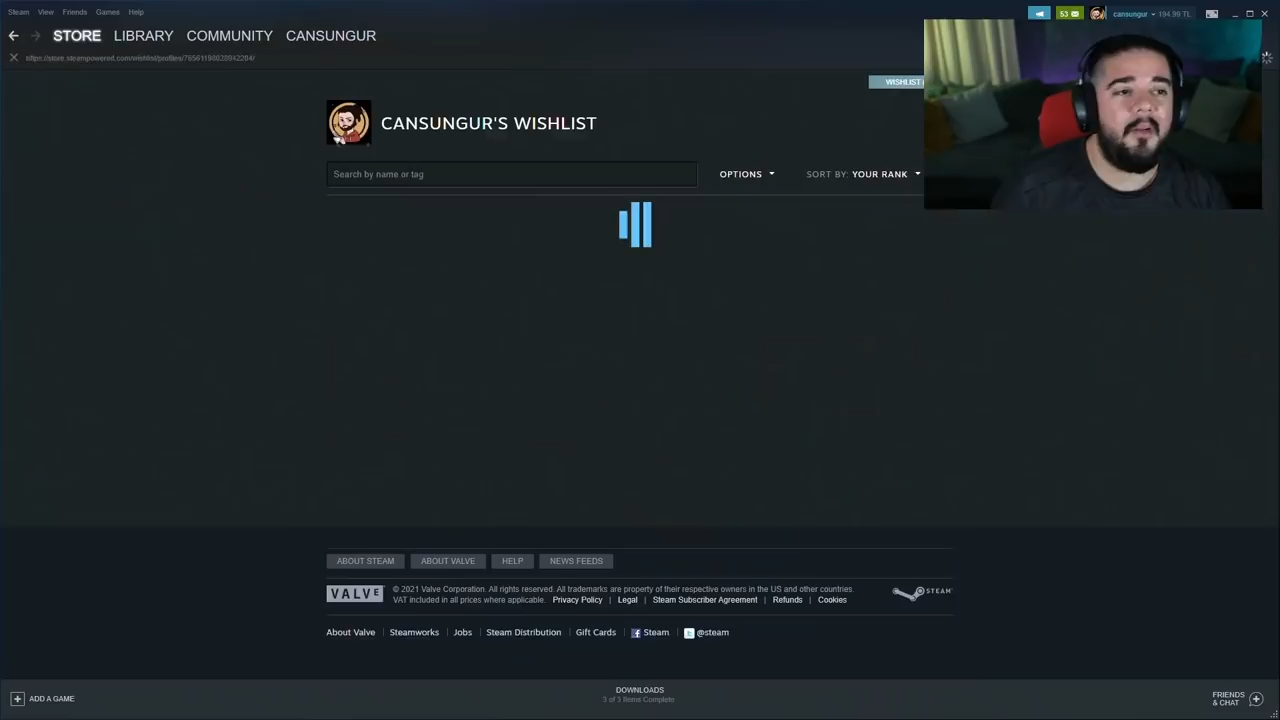 Steam View Friends Games Help
53 cansungur 194.99 TL
STORE LIBRARY COMMUNITY CANSUNGUR
WISHLIST
CANSUNGUR'S WISHLIST
Search by name or tag
OPTIONS SORT BY: YOUR RANK
ABOUT STEAM ABOUT VALVE HELP NEWS FEEDS
VALVE © 2021 Valve Corporation. All rights reserved. All trademarks are property of their respective owners in the US and other countries.
VAT included in all prices where applicable. Privacy Policy | Legal | Steam Subscriber Agreement | Refunds | Cookies
STEAM
About Valve | Steamworks | Jobs | Steam Distribution | Gift Cards | Steam | @steam
ADD A GAME
DOWNLOADS
3 of 3 Items Complete
FRIENDS
& CHAT